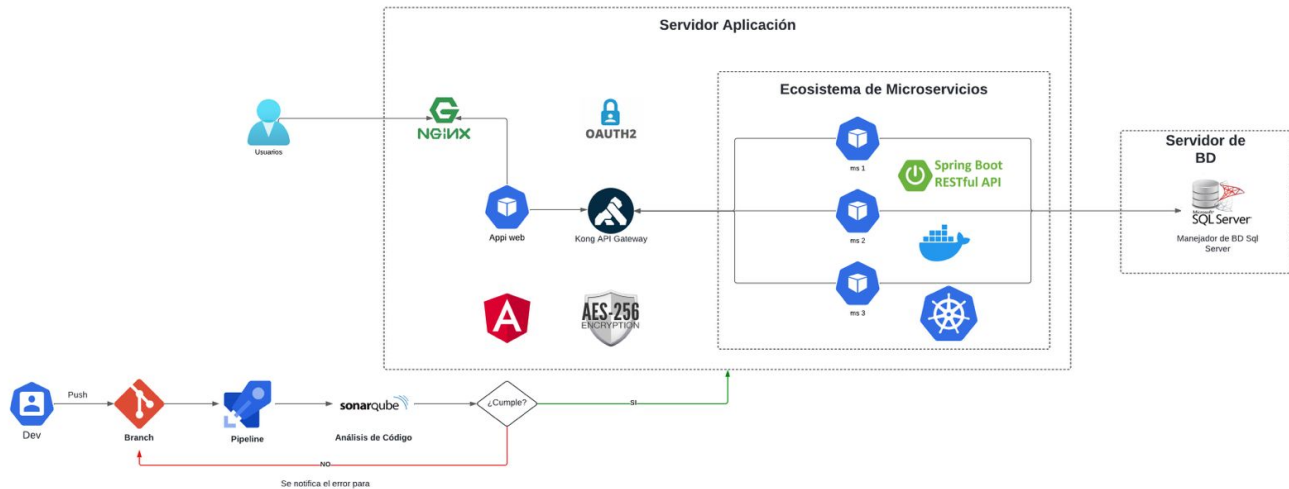 Servidor Aplicación
Ecosistema de Microservicios
Usuarios
NGiNX
OAUTH2
ms 1
Spring Boot
RESTful API
Servidor de
BD
Microsoft
SQL Server
Manejador de BD Sql
Server
Appi web
Kong API Gateway
ms 2
ms 3
AES-256
ENCRYPTION
Push
Dev
Branch
Pipeline
sonarqube
Análisis de Código
¿Cumple?
SI
NO
Se notifica el error para